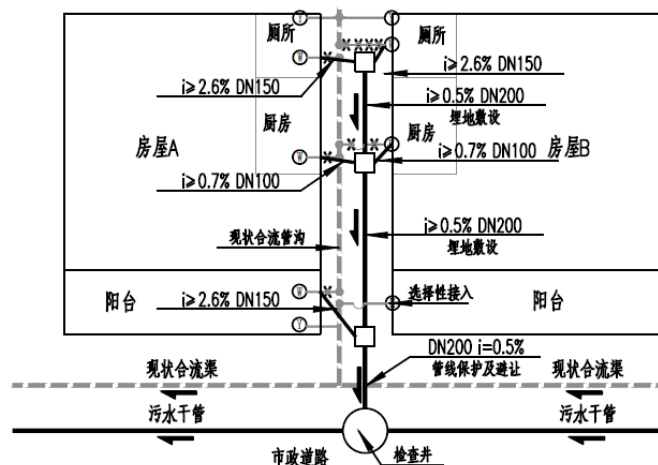 Y
厕所
W
i≥2.6% DN150
厨房
房屋A
W
i≥0.7% DN100
现状合流管沟
阳台
W
i≥2.6% DN150
Y
厕所
i≥2.6% DN150
i≥0.5% DN200
埋地敷设
厨房
房屋B
i≥0.7% DN100
i≥0.5% DN200
埋地敷设
选择性接入
阳台
DN200 i=0.5%
管线保护及避让
现状合流渠
现状合流渠
污水干管
污水干管
市政道路
检查井